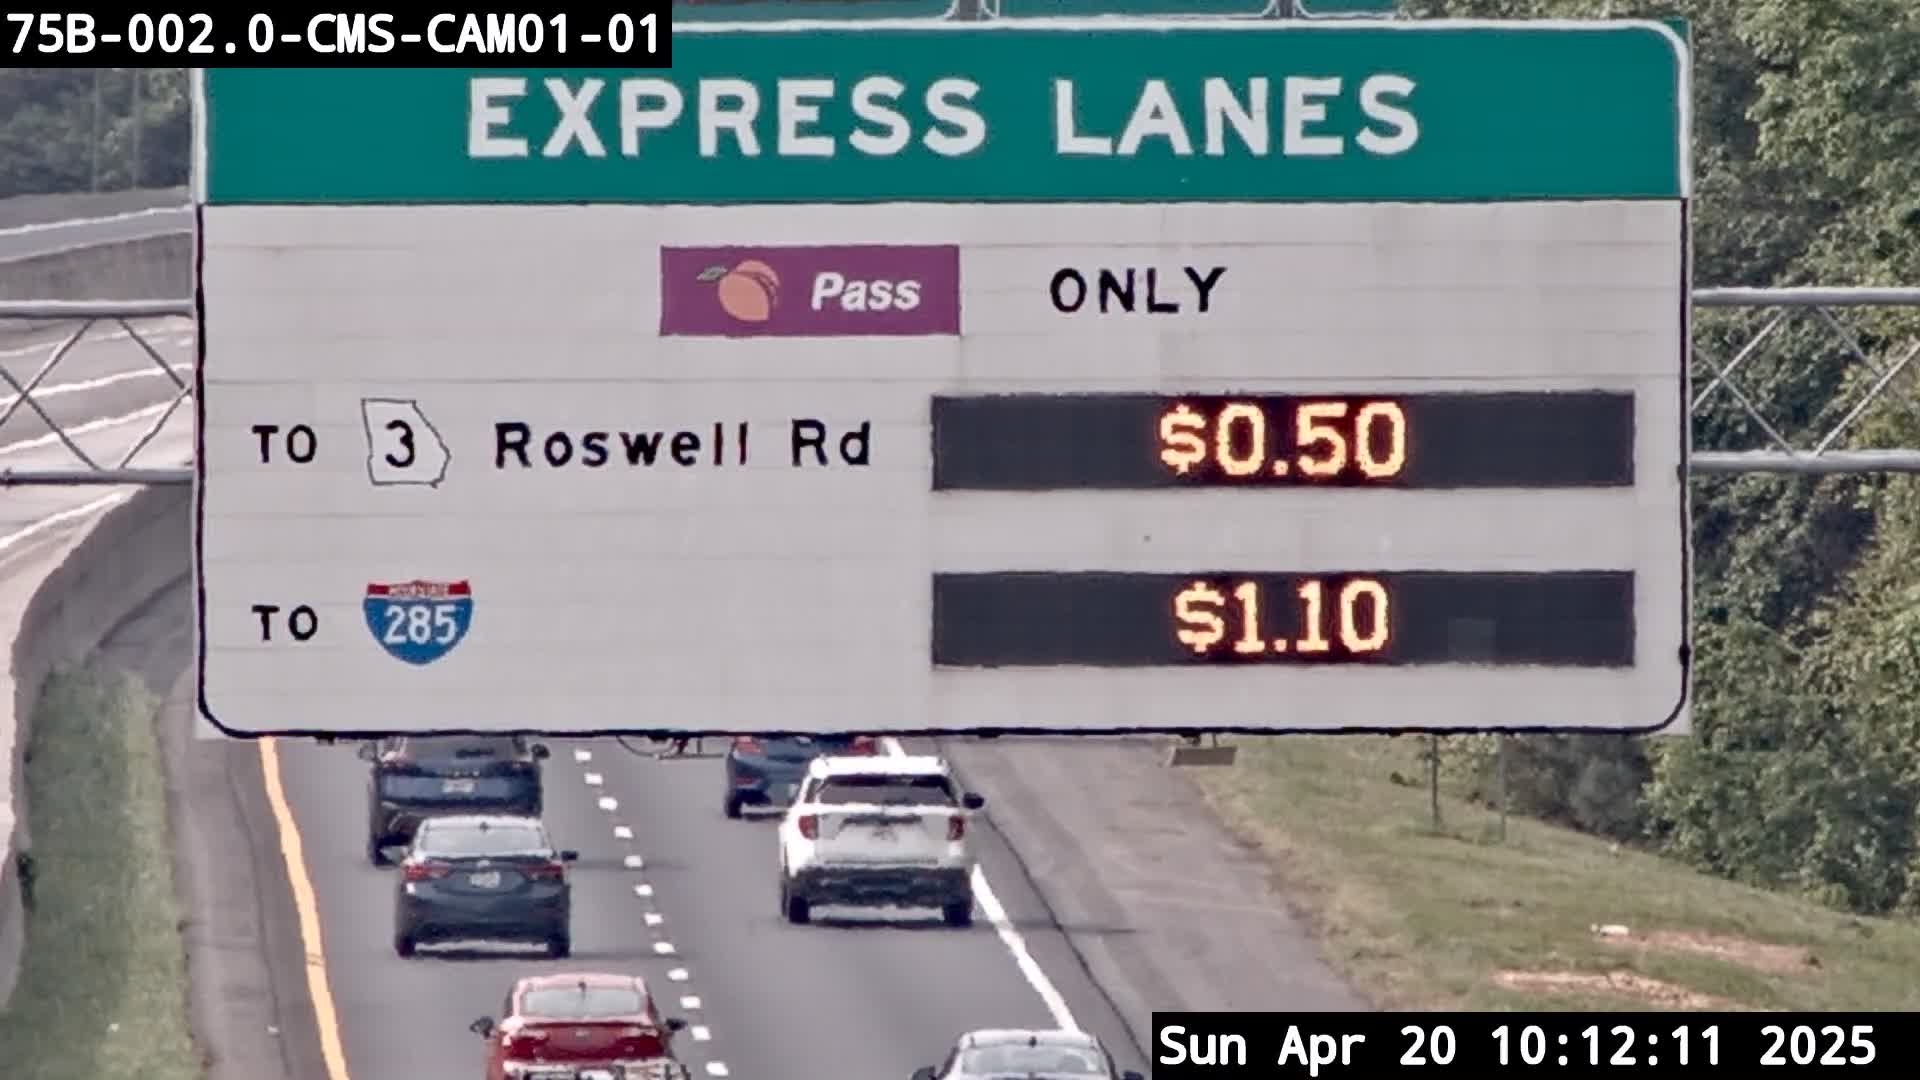 75B-002.0-CMS-CAM01-01
EXPRESS LANES
Pass ONLY
TO 3 Roswell Rd $0.50
TO INTERSTATE 285 $1.10
Sun Apr 20 10:12:11 2025